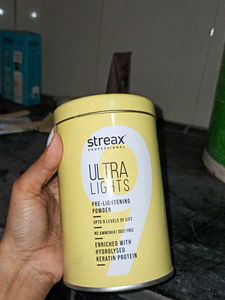 streax
PROFESSIONAL
ULTRA
LIGHTS
PRE-LIGHTENING
POWDER
UPTO 9 LEVELS OF LIFT
NO AMMONIA / DUST FREE
ENRICHED WITH
HYDROLYSED
KERATIN PROTEIN
9